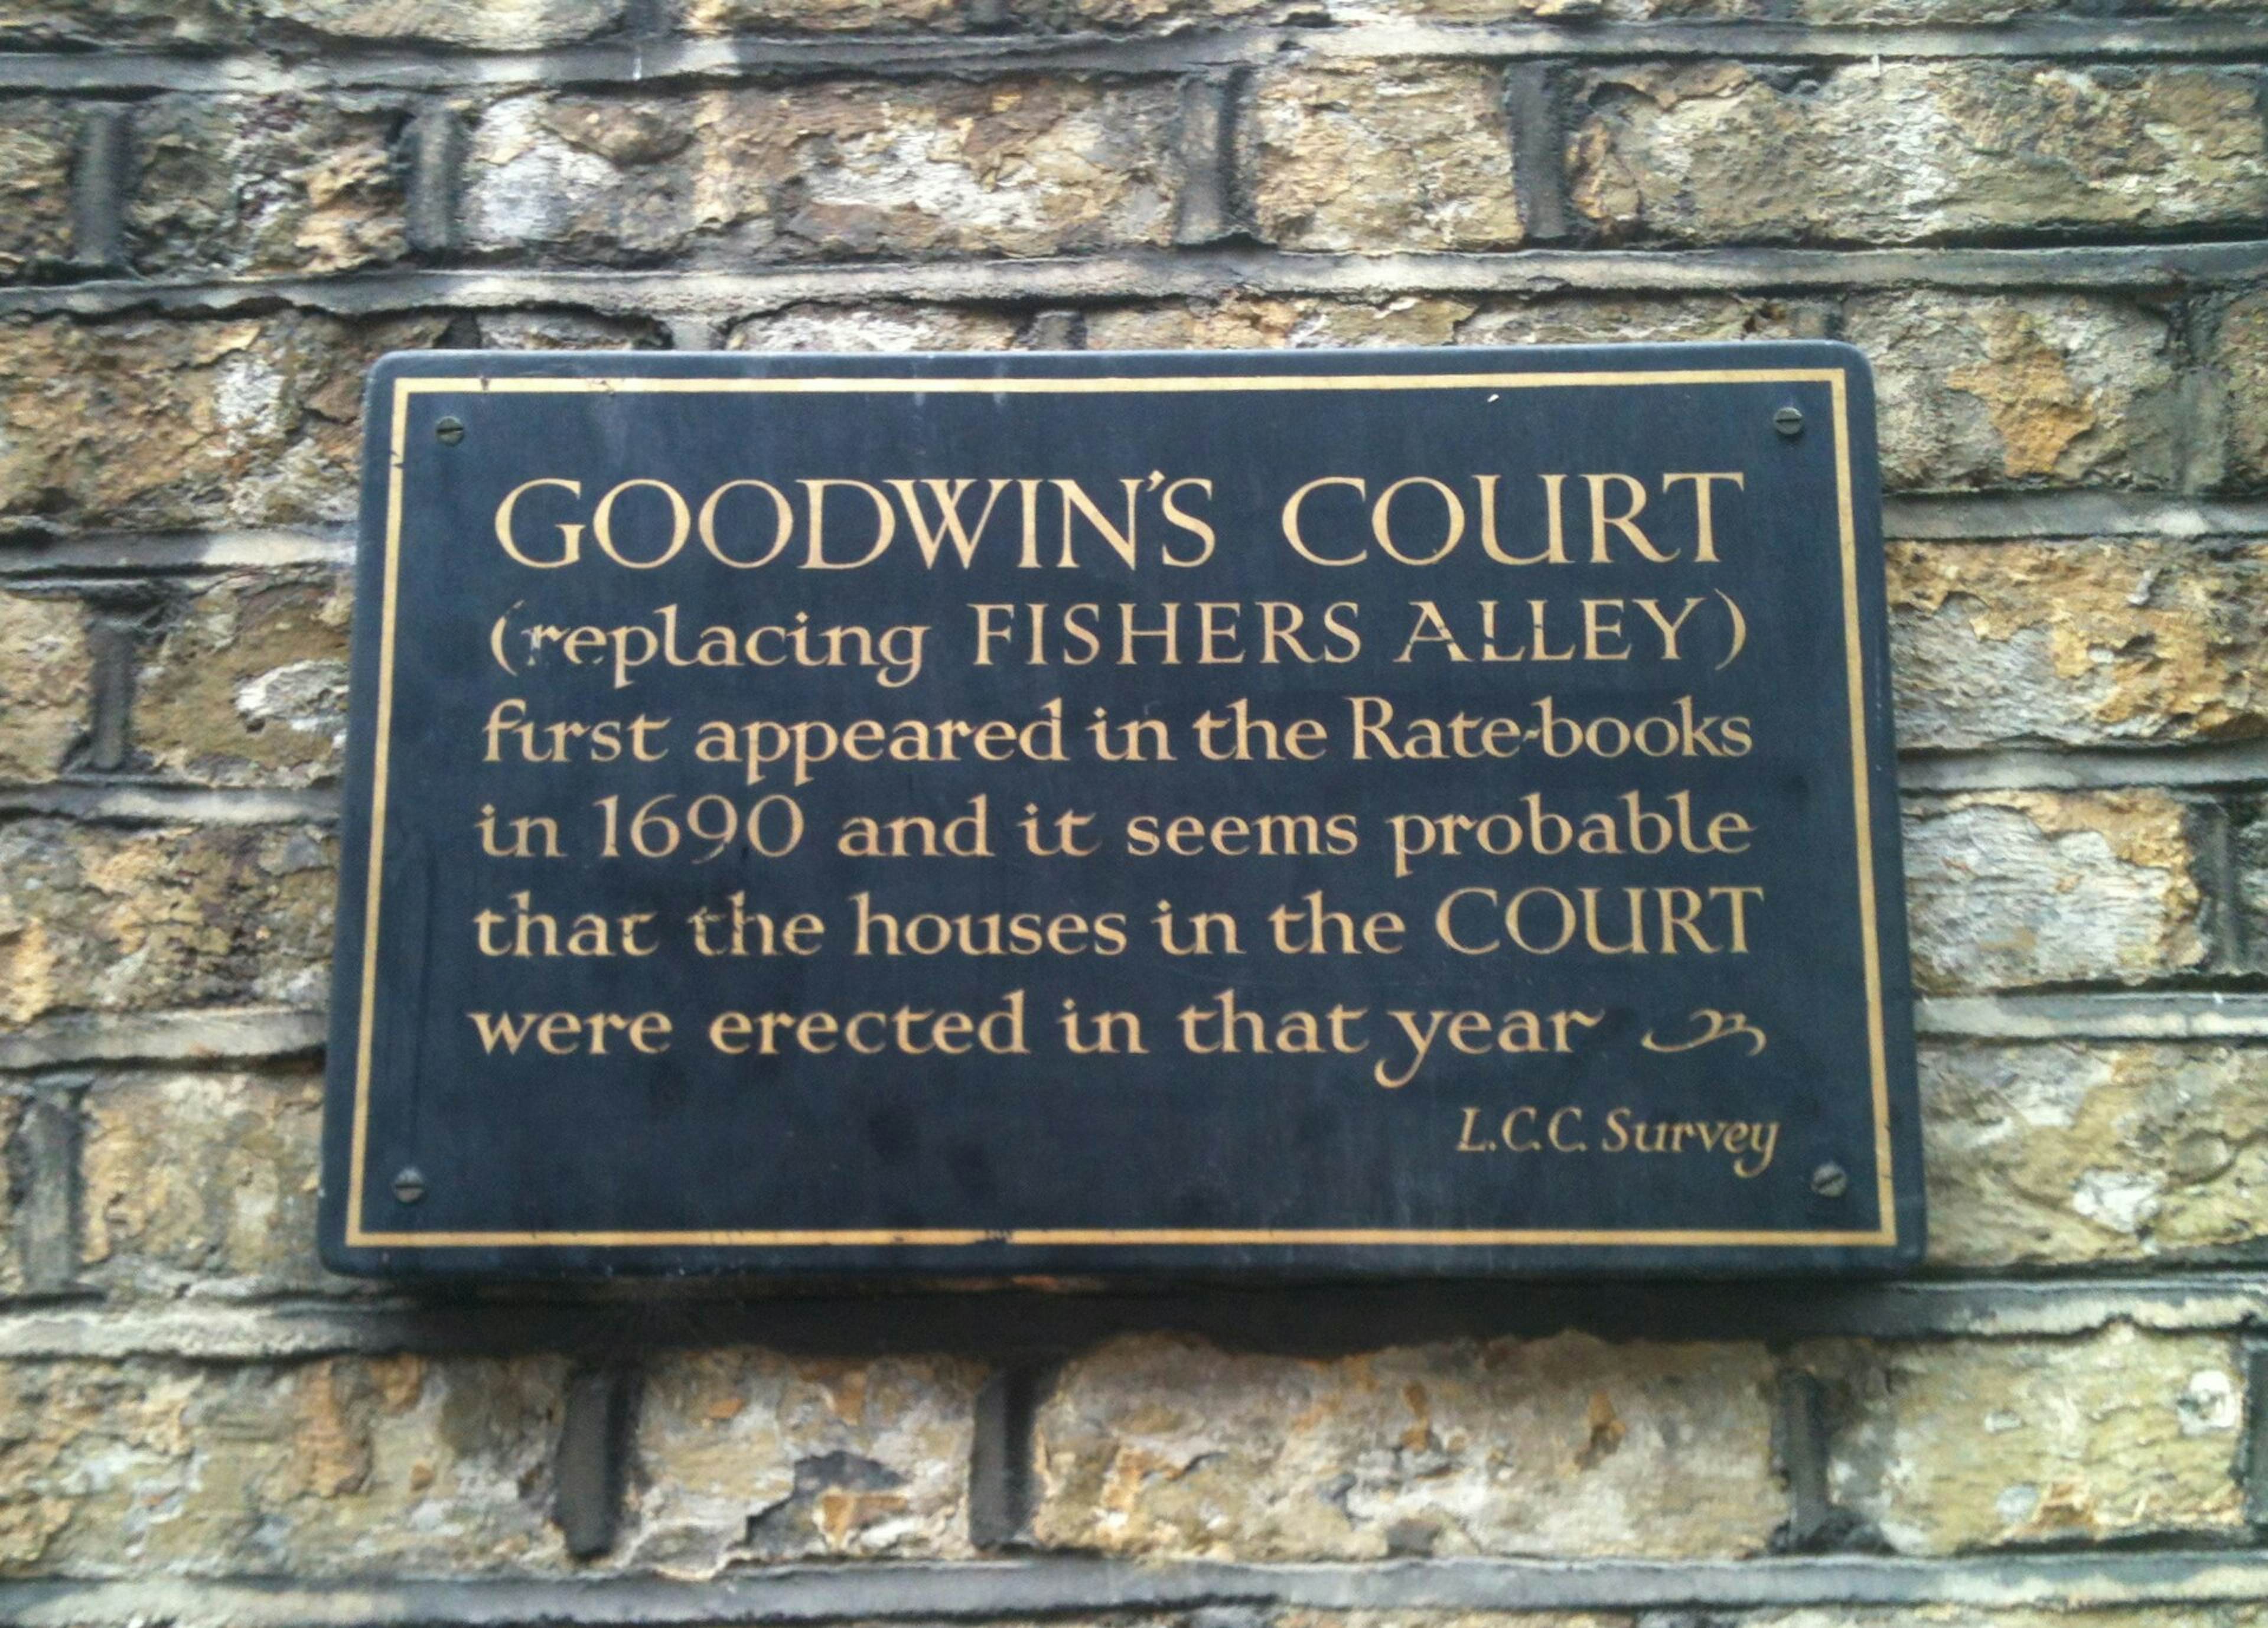 GOODWIN'S COURT
(replacing FISHERS ALLEY)
first appeared in the Rate-books
in 1690 and it seems probable
that the houses in the COURT
were erected in that year
L.C.C. Survey